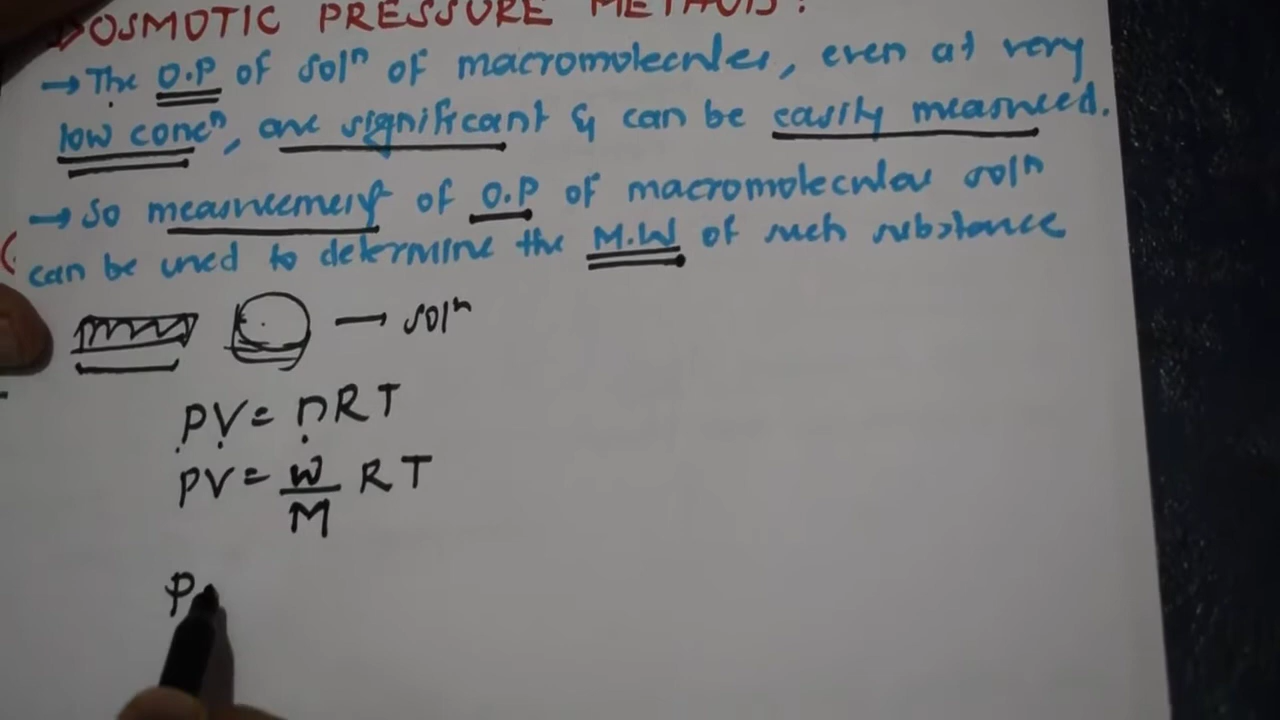 OSMOTIC PRESSURE METHOD:
→ The O.P of solⁿ of macromolecules, even at very
low concⁿ, are significant & can be easily measured.
→ So measurement of O.P of macromolecular solⁿ
can be used to determine the M.W of such substance
→ solⁿ
PV = nRT
PV = W/M RT
P